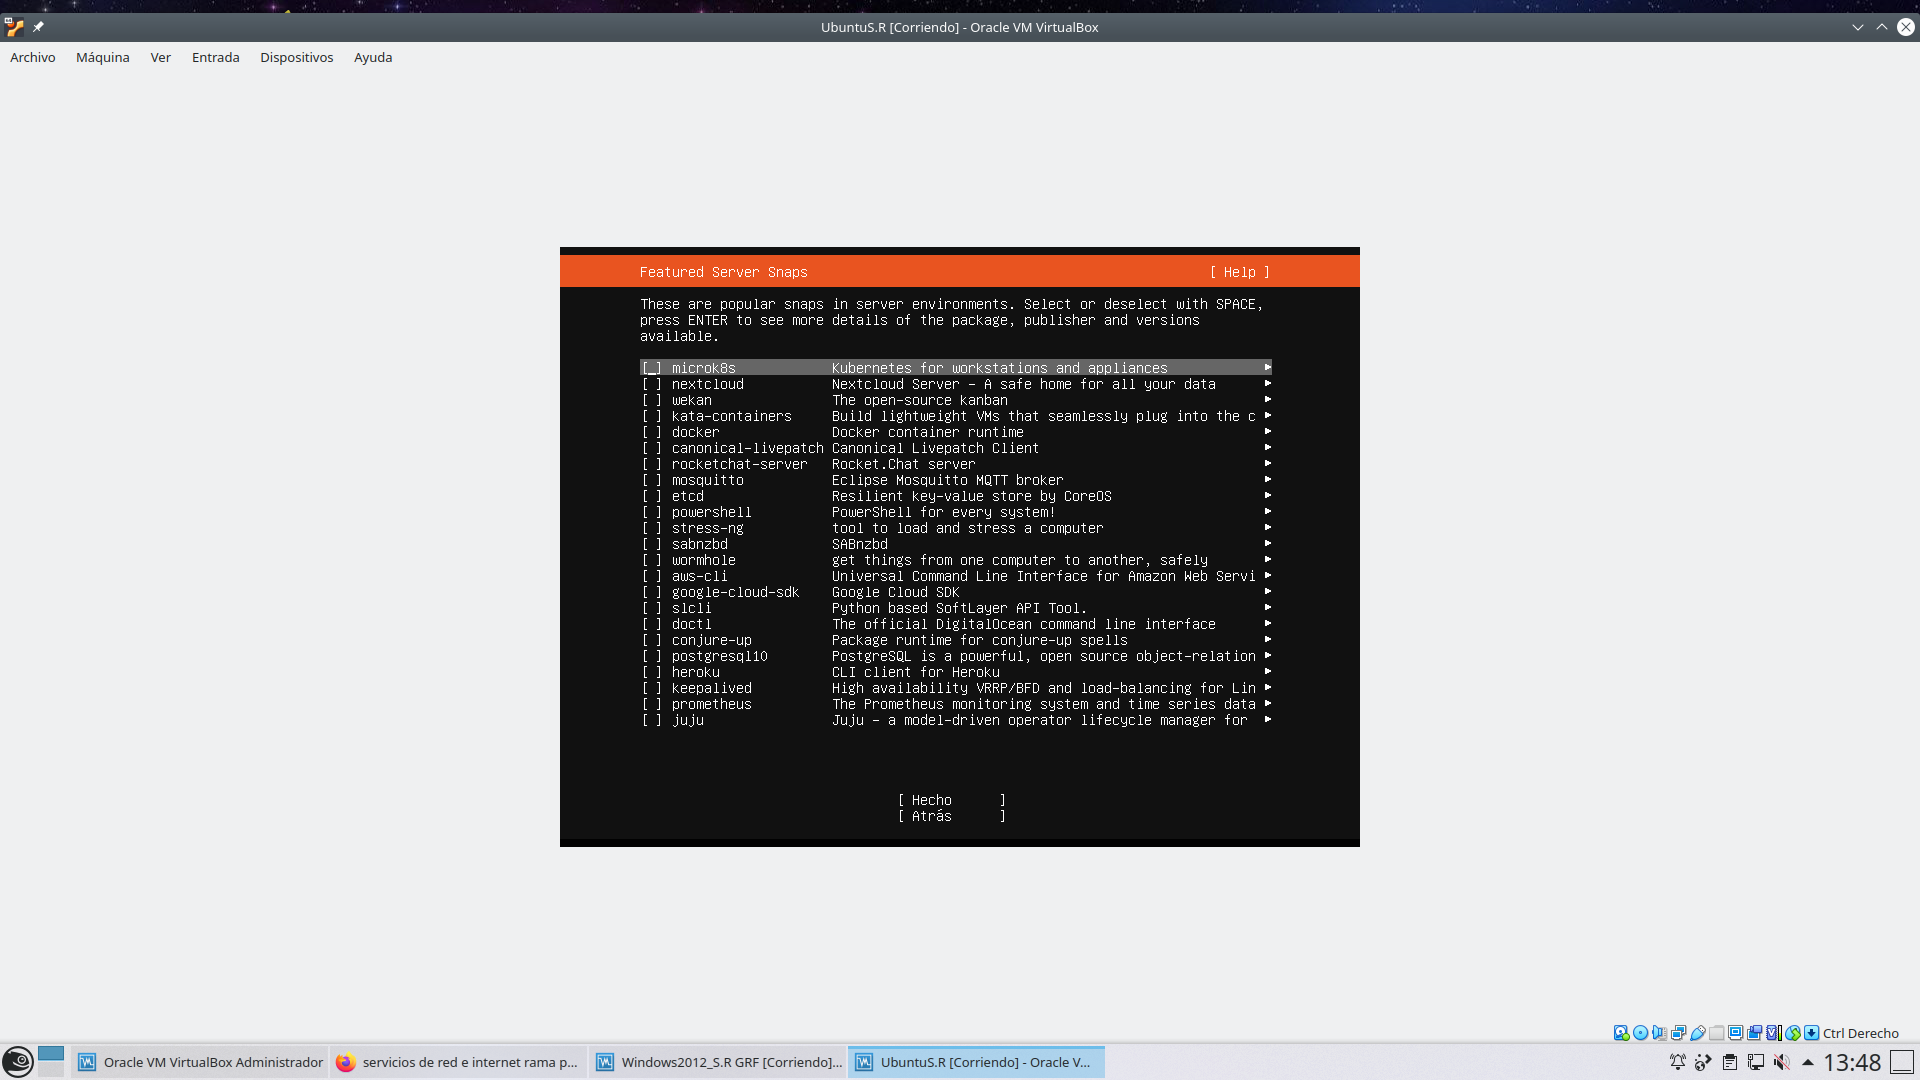 UbuntuS.R [Corriendo] - Oracle VM VirtualBox
Archivo Máquina Ver Entrada Dispositivos Ayuda
Featured Server Snaps [ Help ]
These are popular snaps in server environments. Select or deselect with SPACE,
press ENTER to see more details of the package, publisher and versions
available.
[_] microk8s Kubernetes for workstations and appliances ►
[ ] nextcloud Nextcloud Server - A safe home for all your data ►
[ ] wekan The open-source kanban ►
[ ] kata-containers Build lightweight VMs that seamlessly plug into the c ►
[ ] docker Docker container runtime ►
[ ] canonical-livepatch Canonical Livepatch Client ►
[ ] rocketchat-server Rocket.Chat server ►
[ ] mosquitto Eclipse Mosquitto MQTT broker ►
[ ] etcd Resilient key-value store by CoreOS ►
[ ] powershell PowerShell for every system! ►
[ ] stress-ng tool to load and stress a computer ►
[ ] sabnzbd SABnzbd ►
[ ] wormhole get things from one computer to another, safely ►
[ ] aws-cli Universal Command Line Interface for Amazon Web Servi ►
[ ] google-cloud-sdk Google Cloud SDK ►
[ ] slcli Python based SoftLayer API Tool. ►
[ ] doctl The official DigitalOcean command line interface ►
[ ] conjure-up Package runtime for conjure-up spells ►
[ ] postgresql10 PostgreSQL is a powerful, open source object-relation ►
[ ] heroku CLI client for Heroku ►
[ ] keepalived High availability VRRP/BFD and load-balancing for Lin ►
[ ] prometheus The Prometheus monitoring system and time series data ►
[ ] juju Juju - a model-driven operator lifecycle manager for ►
[ Hecho ]
[ Atrás ]
Ctrl Derecho
Oracle VM VirtualBox Administrador servicios de red e internet rama p... Windows2012_S.R GRF [Corriendo]... UbuntuS.R [Corriendo] - Oracle V... 13:48